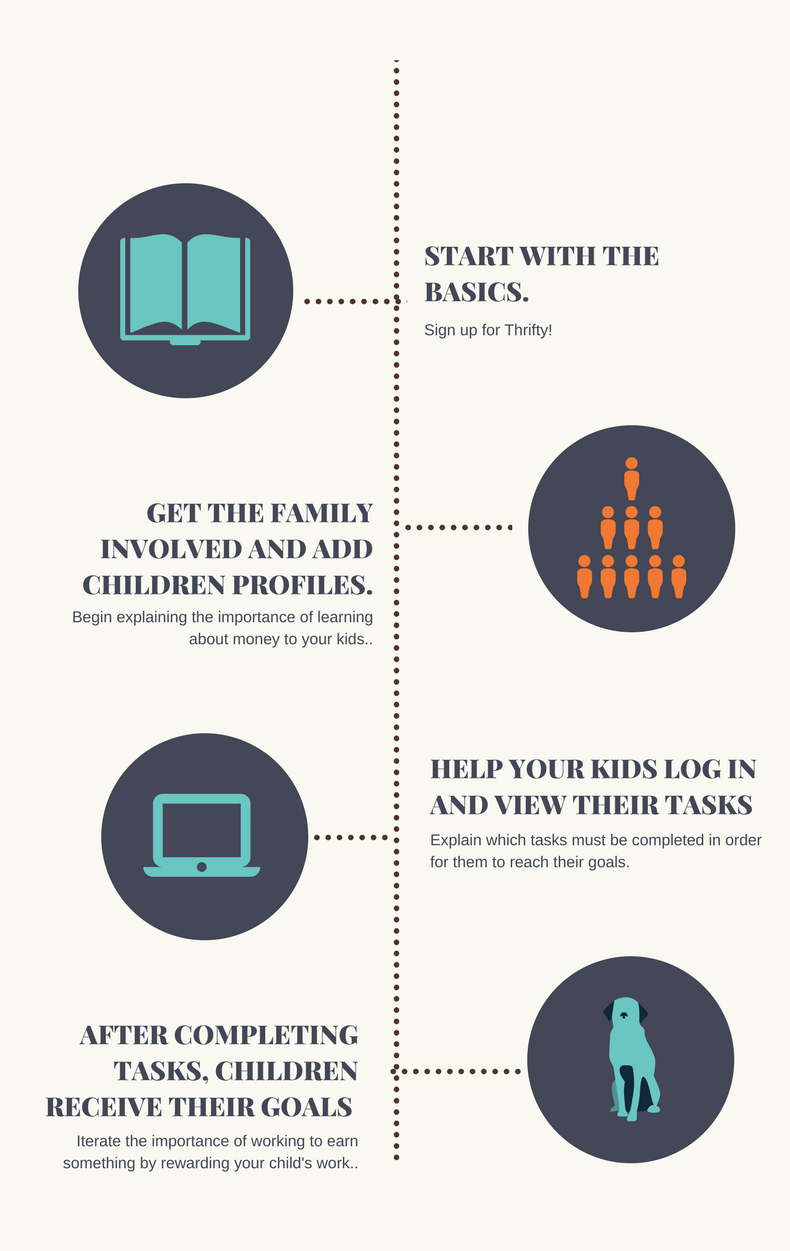 START WITH THE
BASICS.
Sign up for Thrifty!
GET THE FAMILY
INVOLVED AND ADD
CHILDREN PROFILES.
Begin explaining the importance of learning
about money to your kids..
HELP YOUR KIDS LOG IN
AND VIEW THEIR TASKS
Explain which tasks must be completed in order
for them to reach their goals.
AFTER COMPLETING
TASKS, CHILDREN
RECEIVE THEIR GOALS
Iterate the importance of working to earn
something by rewarding your child's work..